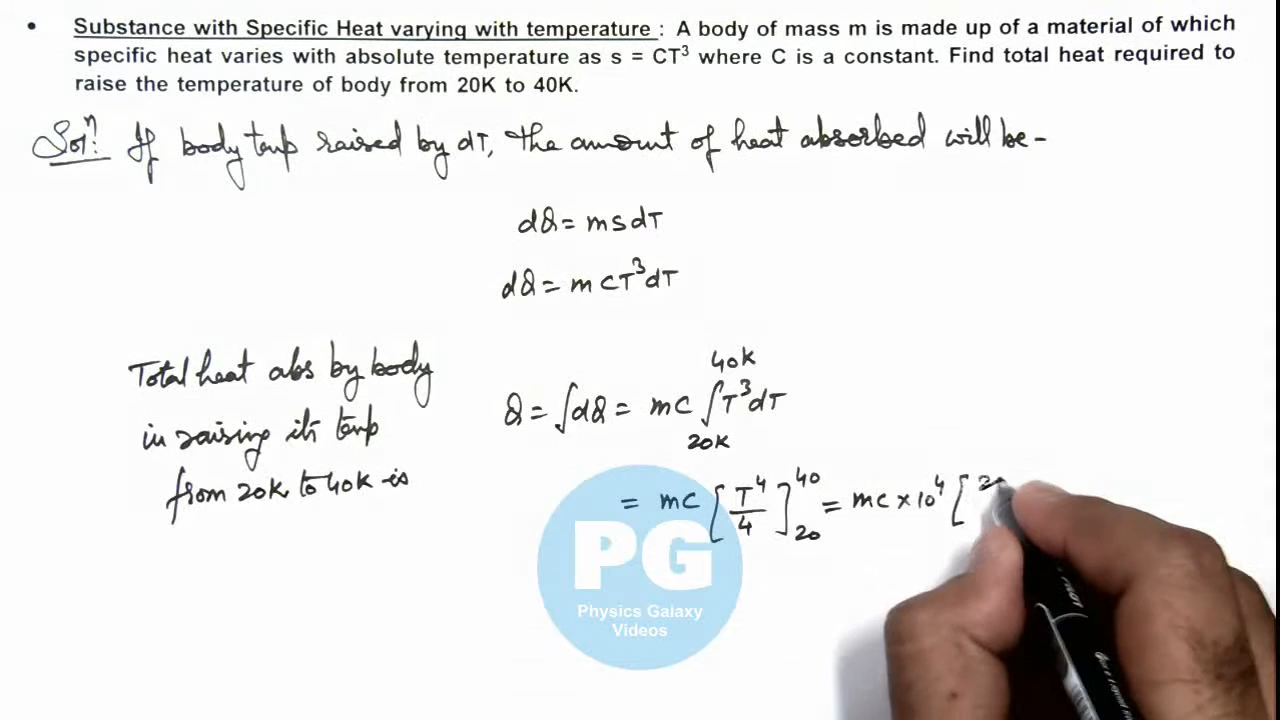 • Substance with Specific Heat varying with temperature : A body of mass m is made up of a material of which
specific heat varies with absolute temperature as s = CT³ where C is a constant. Find total heat required to
raise the temperature of body from 20K to 40K.
Solⁿ: If body temp raised by dT, The amount of heat absorbed will be-
dQ = msdT
dQ = mCT³dT
Total heat abs by body
in raising its temp
from 20K to 40K is
Q = ∫dQ = mC ∫_{20K}^{40K} T³dT
= mC [T⁴/4]_{20}^{40} = mC × 10⁴ [
PG
Physics Galaxy
Videos